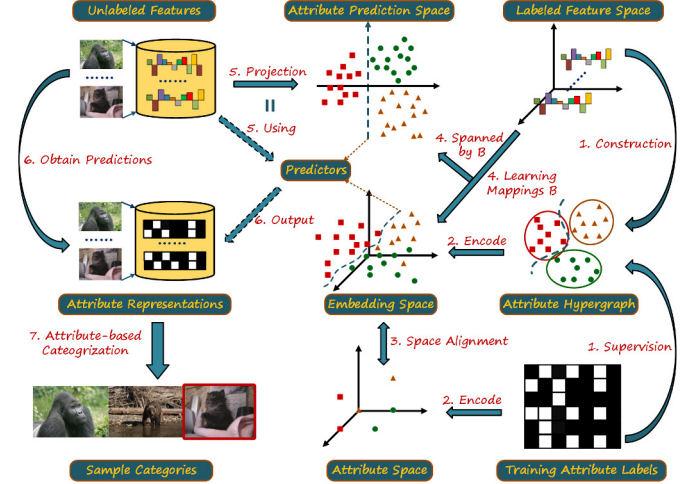 Unlabeled Features
Attribute Prediction Space
Labeled Feature Space
5. Projection
=
5. Using
4. Spanned
by B
1. Construction
6. Obtain Predictions
Predictors
4. Learning
Mappings B
6. Output
2. Encode
Attribute Representations
Embedding Space
Attribute Hypergraph
7. Attribute-based
Cateogrization
3. Space Alignment
1. Supervision
2. Encode
Sample Categories
Attribute Space
Training Attribute Labels